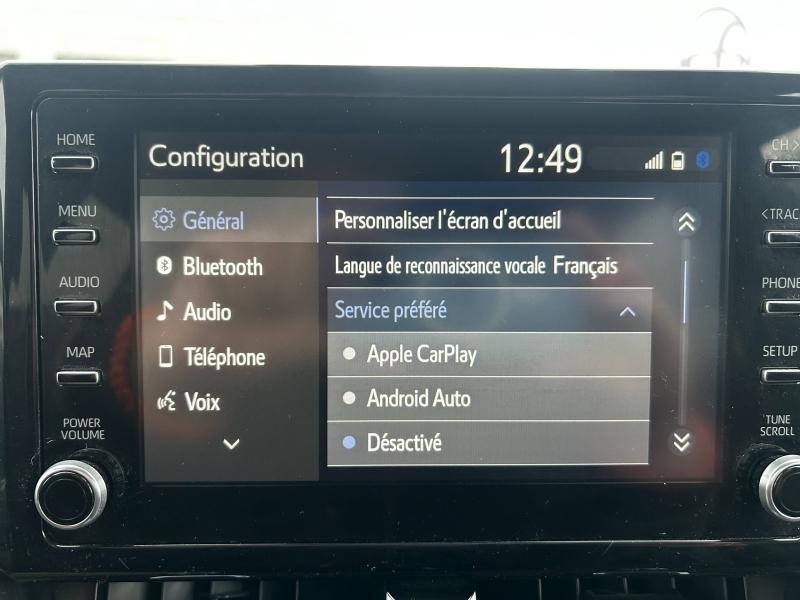 HOME
MENU
AUDIO
MAP
POWER
VOLUME
Configuration 12:49
Général
Bluetooth
Audio
Téléphone
Voix
Personnaliser l'écran d'accueil
Langue de reconnaissance vocale Français
Service préféré
Apple CarPlay
Android Auto
Désactivé
CH >
< TRAC
PHONE
SETUP
TUNE
SCROLL